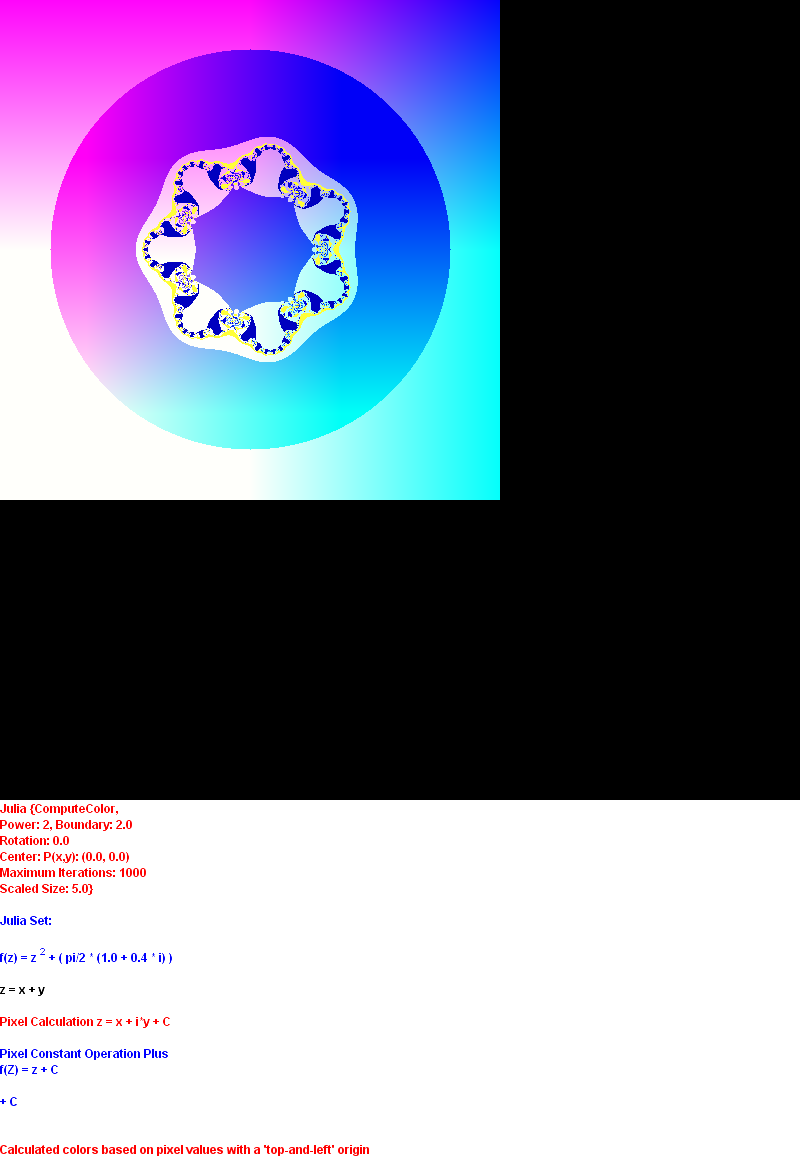 Julia {ComputeColor,
Power: 2, Boundary: 2.0
Rotation: 0.0
Center: P(x,y): (0.0, 0.0)
Maximum Iterations: 1000
Scaled Size: 5.0}
Julia Set:
f(z) = z ² + ( pi/2 * (1.0 + 0.4 * i) )
z = x + y
Pixel Calculation z = x + i*y + C
Pixel Constant Operation Plus
f(Z) = z + C
+ C
Calculated colors based on pixel values with a 'top-and-left' origin